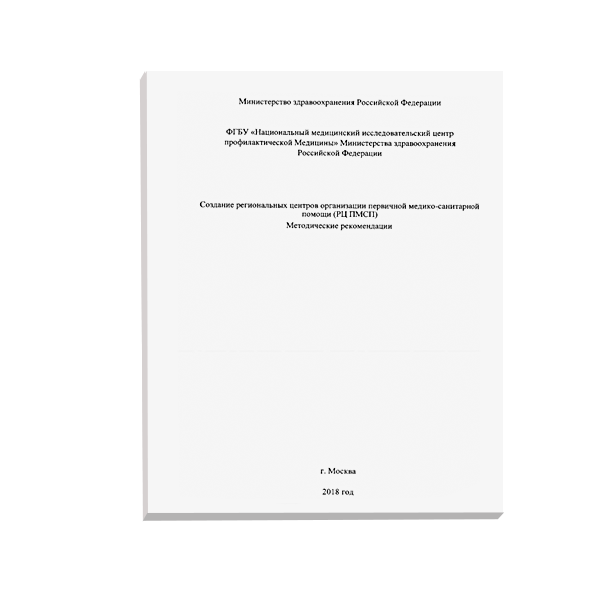 Министерство здравоохранения Российской Федерации
ФГБУ «Национальный медицинский исследовательский центр
профилактической Медицины» Министерства здравоохранения
Российской Федерации
Создание региональных центров организации первичной медико-санитарной
помощи (РЦ ПМСП)
Методические рекомендации
г. Москва
2018 год